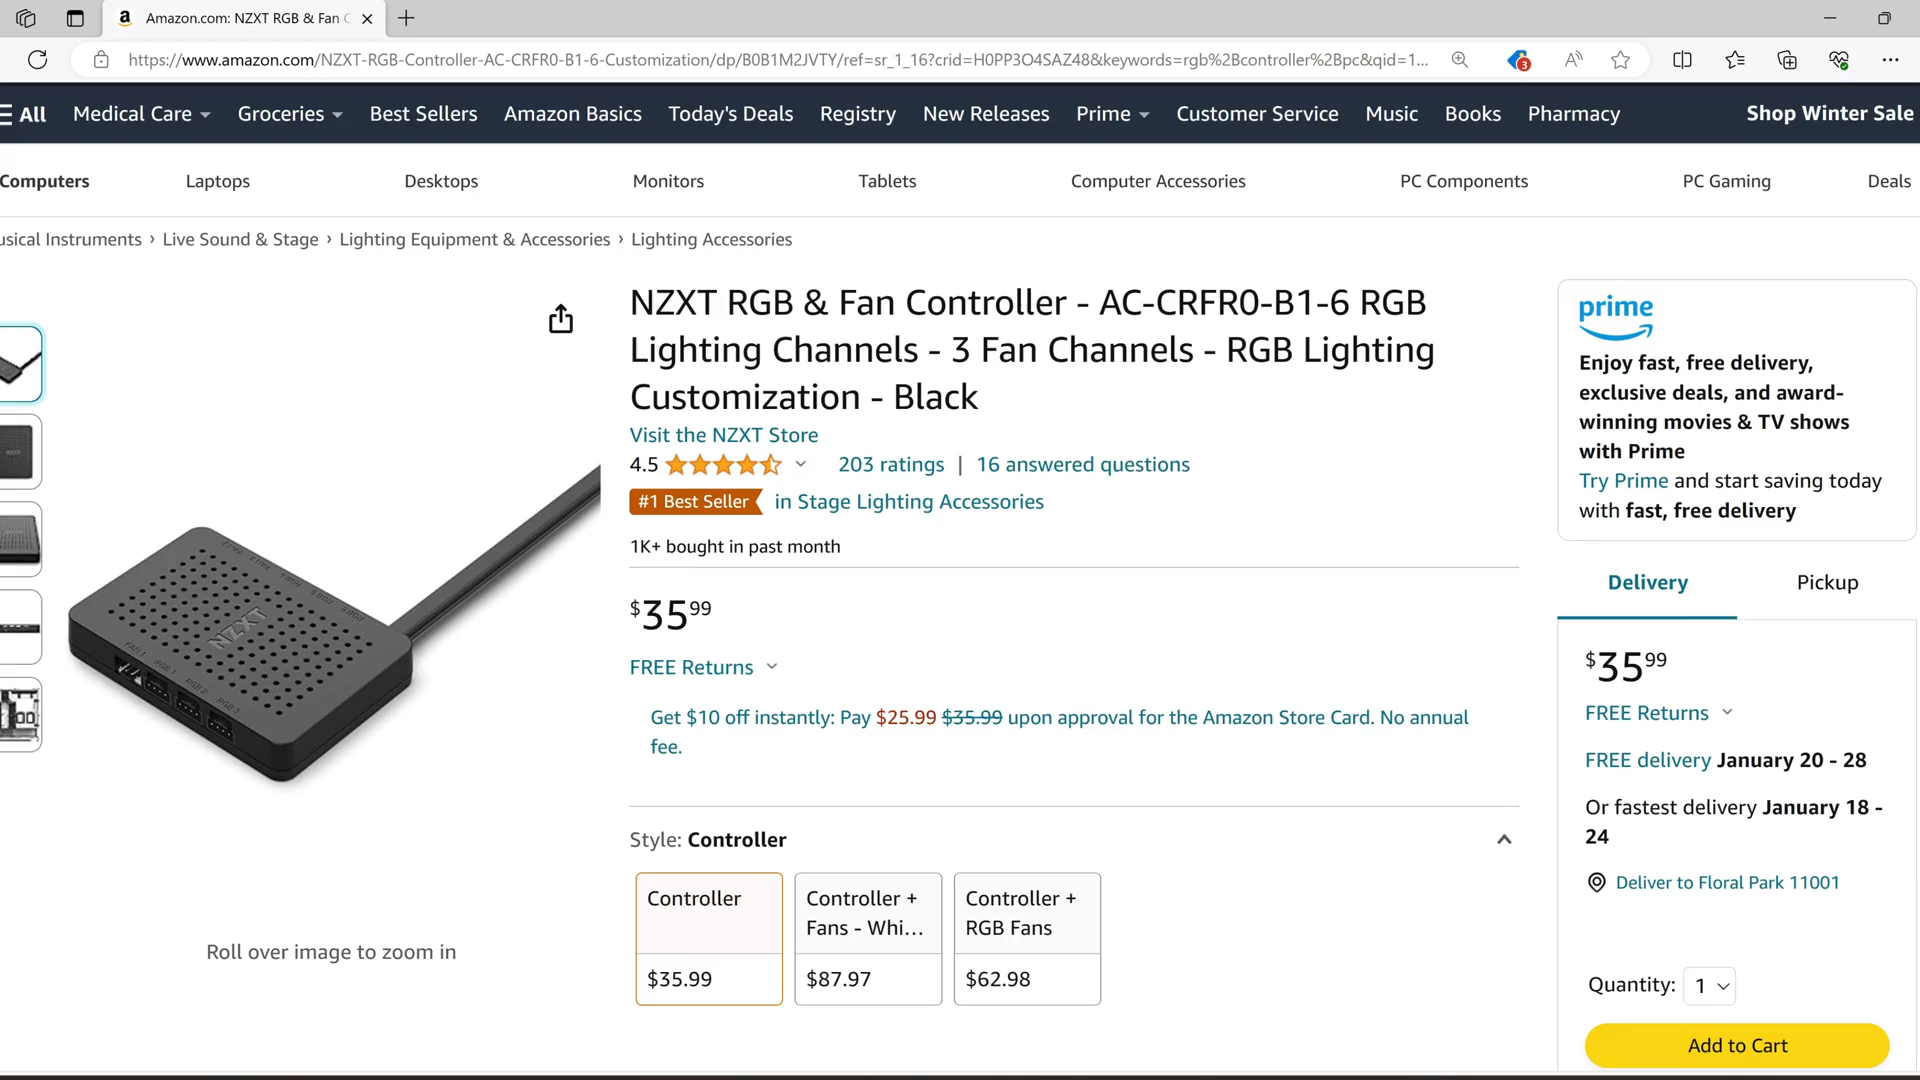 Amazon.com: NZXT RGB & Fan C
https://www.amazon.com/NZXT-RGB-Controller-AC-CRFR0-B1-6-Customization/dp/B0B1M2JVTY/ref=sr_1_16?crid=H0PP3O4SAZ48&keywords=rgb%2Bcontroller%2Bpc&qid=1...
3
All Medical Care Groceries Best Sellers Amazon Basics Today's Deals Registry New Releases Prime Customer Service Music Books Pharmacy Shop Winter Sale
Computers Laptops Desktops Monitors Tablets Computer Accessories PC Components PC Gaming Deals
usical Instruments › Live Sound & Stage › Lighting Equipment & Accessories › Lighting Accessories
NZXT RGB & Fan Controller - AC-CRFR0-B1-6 RGB
Lighting Channels - 3 Fan Channels - RGB Lighting
Customization - Black
Visit the NZXT Store
4.5 203 ratings | 16 answered questions
#1 Best Seller in Stage Lighting Accessories
1K+ bought in past month
$35 99
FREE Returns
Get $10 off instantly: Pay $25.99 $35.99 upon approval for the Amazon Store Card. No annual
fee.
Style: Controller
Controller
$35.99
Controller +
Fans - Whi...
$87.97
Controller +
RGB Fans
$62.98
NZXT
FAN 1 RGB 1 RGB 2 RGB 3
Roll over image to zoom in
prime
Enjoy fast, free delivery,
exclusive deals, and award-
winning movies & TV shows
with Prime
Try Prime and start saving today
with fast, free delivery
Delivery Pickup
$35 99
FREE Returns
FREE delivery January 20 - 28
Or fastest delivery January 18 -
24
Deliver to Floral Park 11001
Quantity: 1
Add to Cart